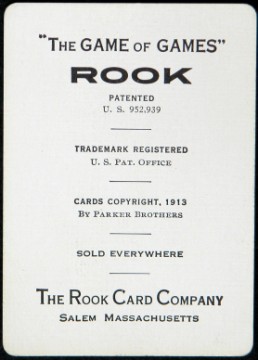 "The GAME OF GAMES"
ROOK
PATENTED
U. S. 952,939
TRADEMARK REGISTERED
U. S. PAT. OFFICE
CARDS COPYRIGHT, 1913
BY PARKER BROTHERS
SOLD EVERYWHERE
THE ROOK CARD COMPANY
SALEM MASSACHUSETTS